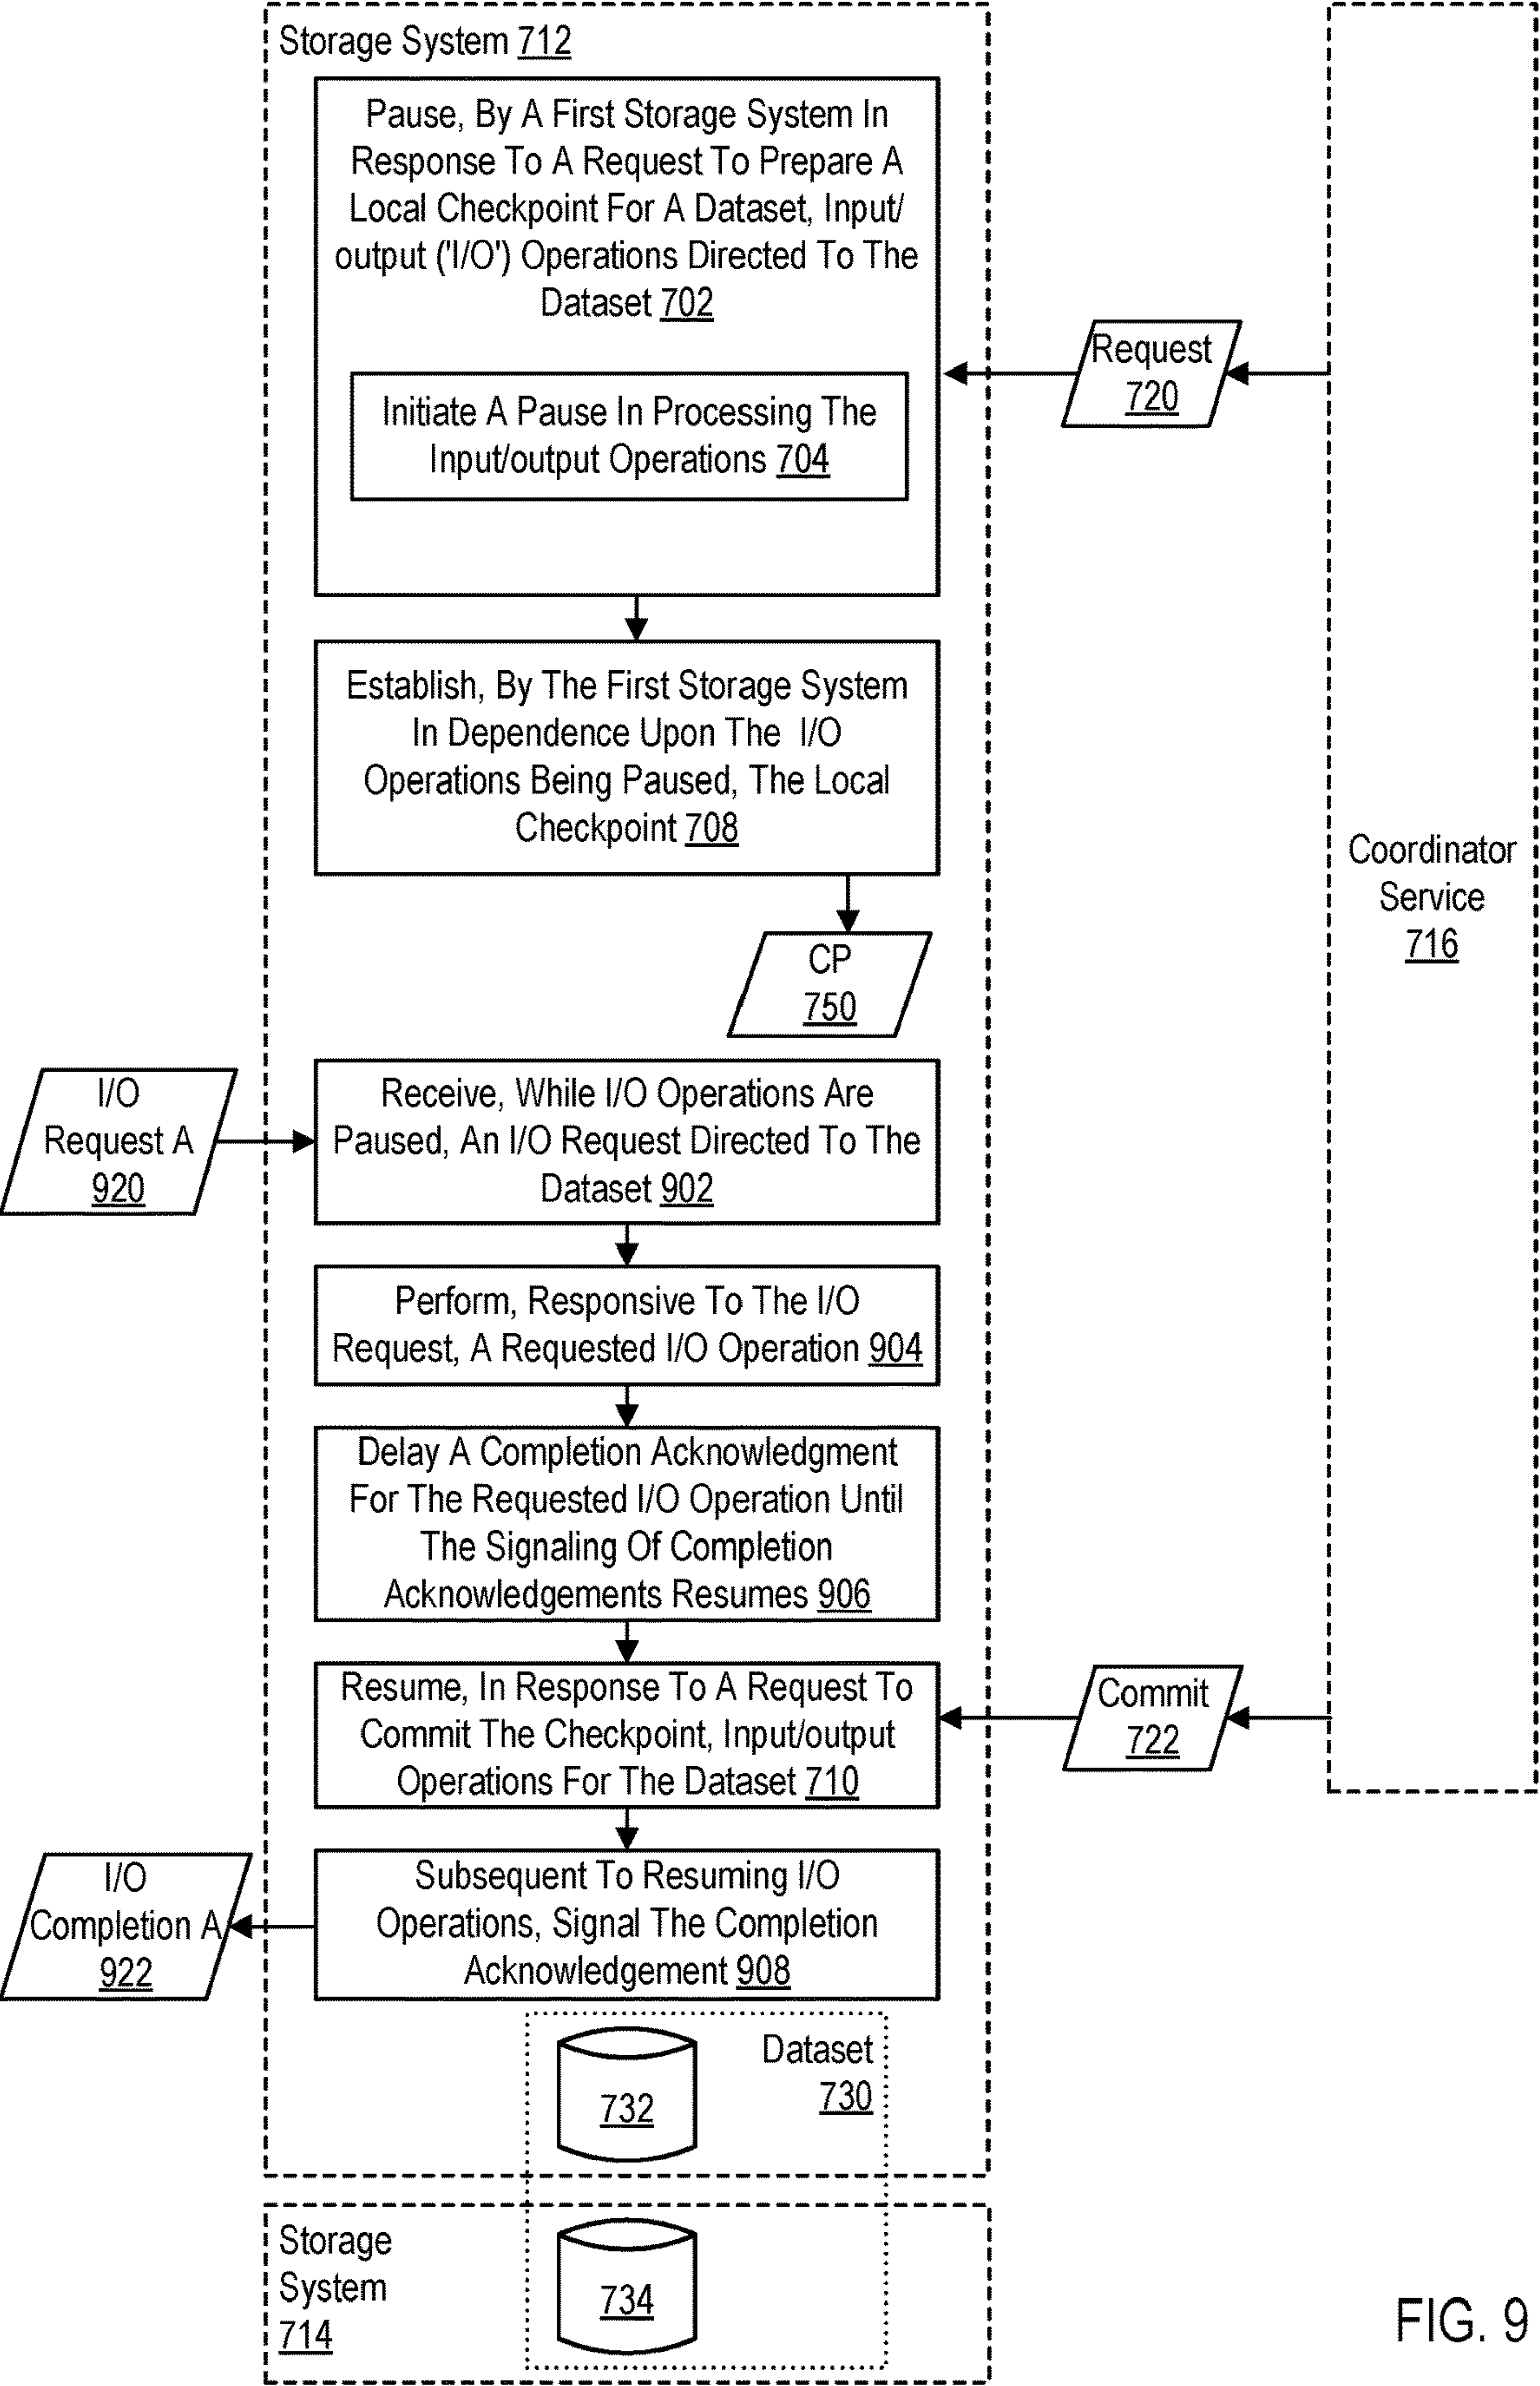 Storage System 712
Pause, By A First Storage System In
Response To A Request To Prepare A
Local Checkpoint For A Dataset, Input/
output ('I/O') Operations Directed To The
Dataset 702
Request
720
Initiate A Pause In Processing The
Input/output Operations 704
Establish, By The First Storage System
In Dependence Upon The I/O
Operations Being Paused, The Local
Checkpoint 708
Coordinator
Service
716
CP
750
I/O
Request A
920
Receive, While I/O Operations Are
Paused, An I/O Request Directed To The
Dataset 902
Perform, Responsive To The I/O
Request, A Requested I/O Operation 904
Delay A Completion Acknowledgment
For The Requested I/O Operation Until
The Signaling Of Completion
Acknowledgements Resumes 906
Resume, In Response To A Request To
Commit The Checkpoint, Input/output
Operations For The Dataset 710
Commit
722
I/O
Completion A
922
Subsequent To Resuming I/O
Operations, Signal The Completion
Acknowledgement 908
Dataset
730
732
Storage
System
714
734
FIG. 9